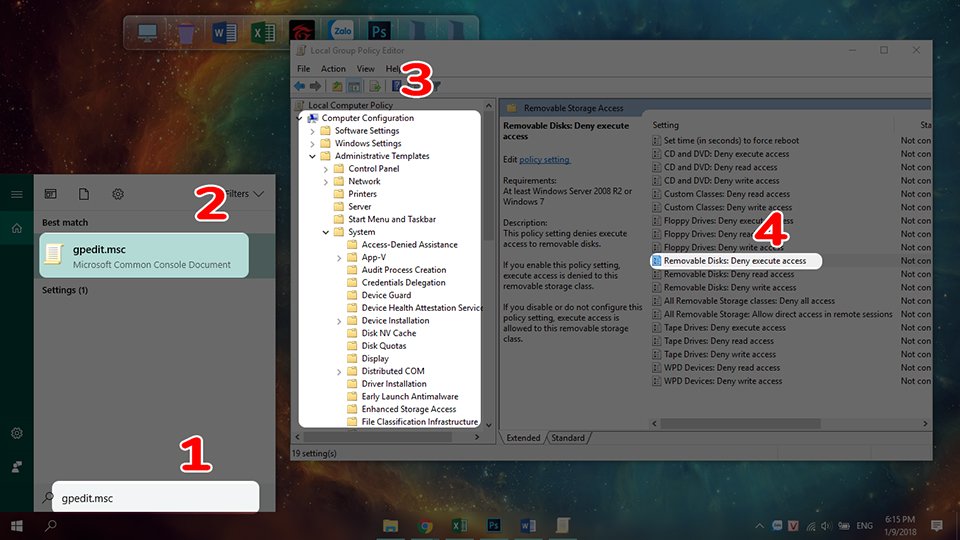 Zalo
Local Group Policy Editor
File Action View Help
3
Local Computer Policy
Computer Configuration
Software Settings
Windows Settings
Administrative Templates
Control Panel
Network
Printers
Server
Start Menu and Taskbar
System
Access-Denied Assistance
App-V
Audit Process Creation
Credentials Delegation
Device Guard
Device Health Attestation Service
Device Installation
Disk NV Cache
Disk Quotas
Display
Distributed COM
Driver Installation
Early Launch Antimalware
Enhanced Storage Access
File Classification Infrastructure
Removable Storage Access
Removable Disks: Deny execute
access
Edit policy setting
Requirements:
At least Windows Server 2008 R2 or
Windows 7
Description:
This policy setting denies execute
access to removable disks.
If you enable this policy setting,
execute access is denied to this
removable storage class.
If you disable or do not configure this
policy setting, execute access is
allowed to this removable storage
class.
Setting Sta
Set time (in seconds) to force reboot Not con
CD and DVD: Deny execute access Not con
CD and DVD: Deny read access Not con
CD and DVD: Deny write access Not con
Custom Classes: Deny read access Not con
Custom Classes: Deny write access Not con
Floppy Drives: Deny execute access Not con
Floppy Drives: Deny read Not con
Floppy Drives: Deny write access Not con
4
Removable Disks: Deny execute access Not con
Removable Disks: Deny read access Not con
Removable Disks: Deny write access Not con
All Removable Storage classes: Deny all access Not con
All Removable Storage: Allow direct access in remote sessions Not con
Tape Drives: Deny execute access Not con
Tape Drives: Deny read access Not con
Tape Drives: Deny write access Not con
WPD Devices: Deny read access Not con
WPD Devices: Deny write access Not con
Extended Standard
19 setting(s)
2
Filters
Best match
gpedit.msc
Microsoft Common Console Document
Settings (1)
1
gpedit.msc
ENG
6:15 PM
1/9/2018